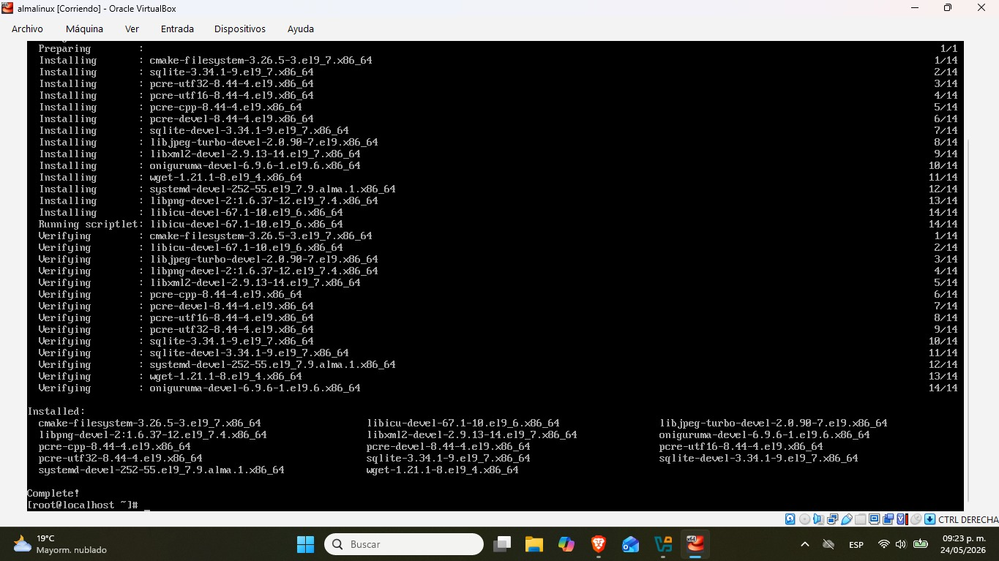 almalinux [Corriendo] - Oracle VirtualBox
Archivo Máquina Ver Entrada Dispositivos Ayuda
Preparing : 1/1
Installing : cmake-filesystem-3.26.5-3.el9_7.x86_64 1/14
Installing : sqlite-3.34.1-9.el9_7.x86_64 2/14
Installing : pcre-utf32-8.44-4.el9.x86_64 3/14
Installing : pcre-utf16-8.44-4.el9.x86_64 4/14
Installing : pcre-cpp-8.44-4.el9.x86_64 5/14
Installing : pcre-devel-8.44-4.el9.x86_64 6/14
Installing : sqlite-devel-3.34.1-9.el9_7.x86_64 7/14
Installing : libjpeg-turbo-devel-2.0.90-7.el9.x86_64 8/14
Installing : libxml2-devel-2.9.13-14.el9_7.x86_64 9/14
Installing : oniguruma-devel-6.9.6-1.el9.6.x86_64 10/14
Installing : wget-1.21.1-8.el9_4.x86_64 11/14
Installing : systemd-devel-252-55.el9_7.9.alma.1.x86_64 12/14
Installing : libpng-devel-2:1.6.37-12.el9_7.4.x86_64 13/14
Installing : libicu-devel-67.1-10.el9_6.x86_64 14/14
Running scriptlet: libicu-devel-67.1-10.el9_6.x86_64 14/14
Verifying : cmake-filesystem-3.26.5-3.el9_7.x86_64 1/14
Verifying : libicu-devel-67.1-10.el9_6.x86_64 2/14
Verifying : libjpeg-turbo-devel-2.0.90-7.el9.x86_64 3/14
Verifying : libpng-devel-2:1.6.37-12.el9_7.4.x86_64 4/14
Verifying : libxml2-devel-2.9.13-14.el9_7.x86_64 5/14
Verifying : pcre-cpp-8.44-4.el9.x86_64 6/14
Verifying : pcre-devel-8.44-4.el9.x86_64 7/14
Verifying : pcre-utf16-8.44-4.el9.x86_64 8/14
Verifying : pcre-utf32-8.44-4.el9.x86_64 9/14
Verifying : sqlite-3.34.1-9.el9_7.x86_64 10/14
Verifying : sqlite-devel-3.34.1-9.el9_7.x86_64 11/14
Verifying : systemd-devel-252-55.el9_7.9.alma.1.x86_64 12/14
Verifying : wget-1.21.1-8.el9_4.x86_64 13/14
Verifying : oniguruma-devel-6.9.6-1.el9.6.x86_64 14/14
Installed:
cmake-filesystem-3.26.5-3.el9_7.x86_64 libicu-devel-67.1-10.el9_6.x86_64 libjpeg-turbo-devel-2.0.90-7.el9.x86_64
libpng-devel-2:1.6.37-12.el9_7.4.x86_64 libxml2-devel-2.9.13-14.el9_7.x86_64 oniguruma-devel-6.9.6-1.el9.6.x86_64
pcre-cpp-8.44-4.el9.x86_64 pcre-devel-8.44-4.el9.x86_64 pcre-utf16-8.44-4.el9.x86_64
pcre-utf32-8.44-4.el9.x86_64 sqlite-3.34.1-9.el9_7.x86_64 sqlite-devel-3.34.1-9.el9_7.x86_64
systemd-devel-252-55.el9_7.9.alma.1.x86_64 wget-1.21.1-8.el9_4.x86_64
Complete!
[root@localhost ~]# _
CTRL DERECHA
19°C
Mayorm. nublado
Buscar
x64
ESP
09:23 p. m.
24/05/2026